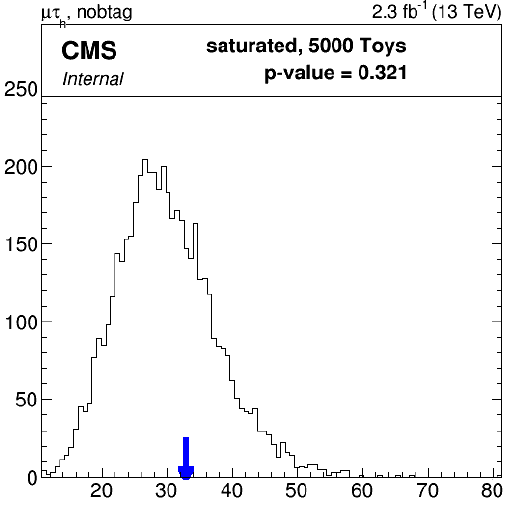 μτh, nobtag 2.3 fb-1 (13 TeV)
CMS saturated, 5000 Toys
Internal p-value = 0.321
250
200
150
100
50
0
20 30 40 50 60 70 80